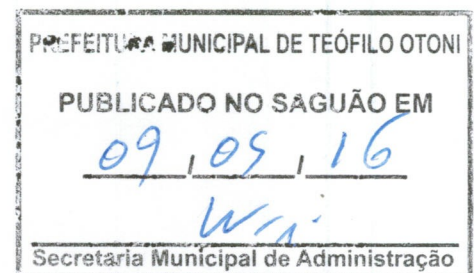 PREFEITURA MUNICIPAL DE TEÓFILO OTONI
PUBLICADO NO SAGUÃO EM
09, 05, 16
Secretaria Municipal de Administração